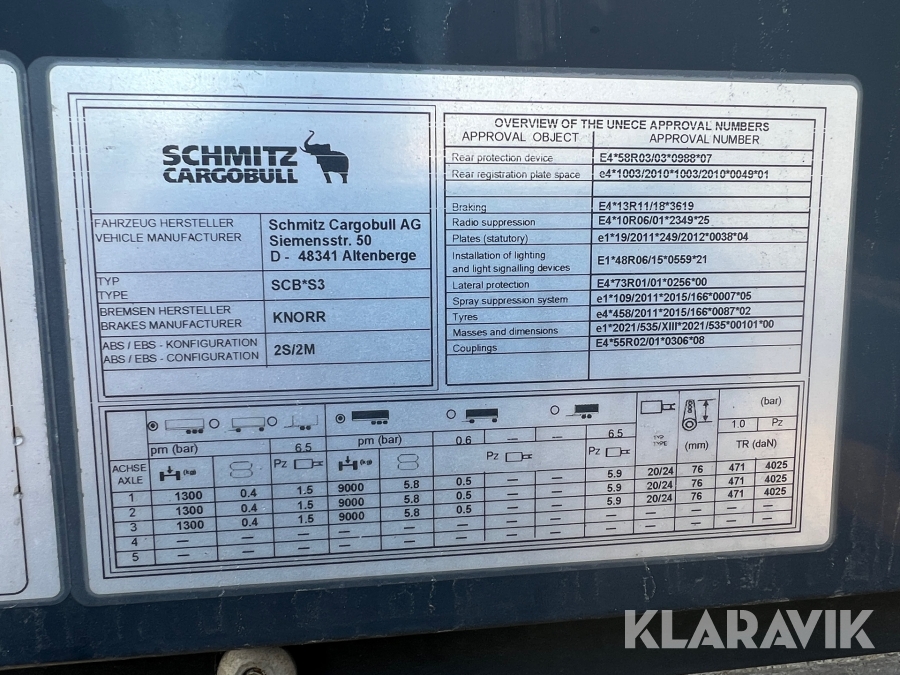 SCHMITZ
CARGOBULL
FAHRZEUG HERSTELLER
VEHICLE MANUFACTURER
Schmitz Cargobull AG
Siemensstr. 50
D - 48341 Altenberge
TYP
TYPE
SCB*S3
BREMSEN HERSTELLER
BRAKES MANUFACTURER
KNORR
ABS / EBS - KONFIGURATION
ABS / EBS - CONFIGURATION
2S/2M
OVERVIEW OF THE UNECE APPROVAL NUMBERS
APPROVAL OBJECT APPROVAL NUMBER
Rear protection device E4*58R03/03*0988*07
Rear registration plate space e4*1003/2010*1003/2010*0049*01
Braking E4*13R11/18*3619
Radio suppression E4*10R06/01*2349*25
Plates (statutory) e1*19/2011*249/2012*0038*04
Installation of lighting
and light signalling devices E1*48R06/15*0559*21
Lateral protection E4*73R01/01*0256*00
Spray suppression system e1*109/2011*2015/166*0007*05
Tyres e4*458/2011*2015/166*0087*02
Masses and dimensions e1*2021/535/XIII*2021/535*00101*00
Couplings E4*55R02/01*0306*08
(bar)
1.0 Pz
pm (bar) 6.5 pm (bar) 0.6 — — 6.5 TYP
TYPE (mm) TR (daN)
ACHSE
AXLE (kg) Pz (kg) Pz Pz
1 1300 0.4 1.5 9000 5.8 0.5 — — 5.9 20/24 76 471 4025
2 1300 0.4 1.5 9000 5.8 0.5 — — 5.9 20/24 76 471 4025
3 1300 0.4 1.5 9000 5.8 0.5 — — 5.9 20/24 76 471 4025
4 — — — — — — — — — — — — —
5 — — — — — — — — — — — — —
KLARAVIK